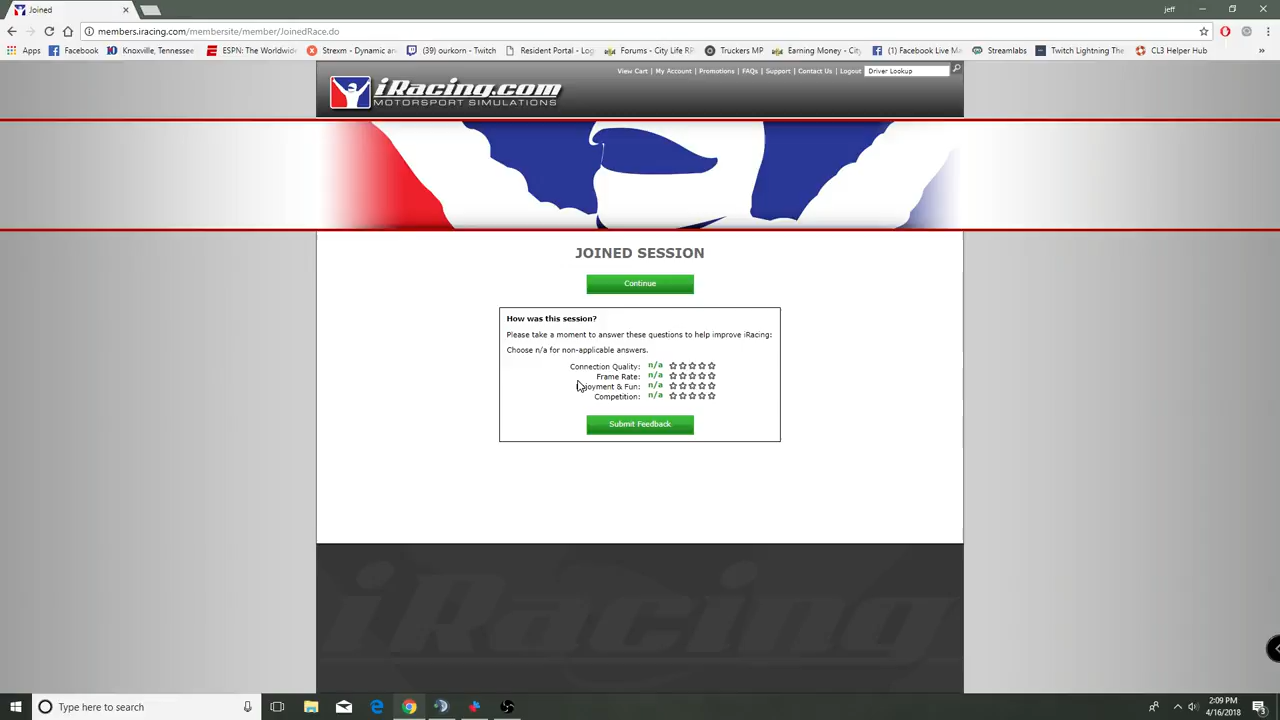 Joined
Jeff
members.iracing.com/membersite/member/JoinedRace.do
Apps Facebook Knoxville, Tennessee ESPN: The Worldwide Strexm - Dynamic an (39) Surkorn - Twitch Resident Portal - Log Forums - City Life RP Truckers MP Earning Money - City Facebook Live Ma Streamlabs Twitch Lightning The CL3 Helper Hub
View Cart | My Account | Promotions | FAQs | Support | Contact Us | Logout Driver Lookup
iRacing.com
MOTORSPORT SIMULATIONS
JOINED SESSION
Continue
How was this session?
Please take a moment to answer these questions to help improve iRacing:
Choose n/a for non-applicable answers.
Connection Quality: n/a
Frame Rate: n/a
Enjoyment & Fun: n/a
Competition: n/a
Submit Feedback
iRacing
Type here to search
2:09 PM
4/16/2018
3